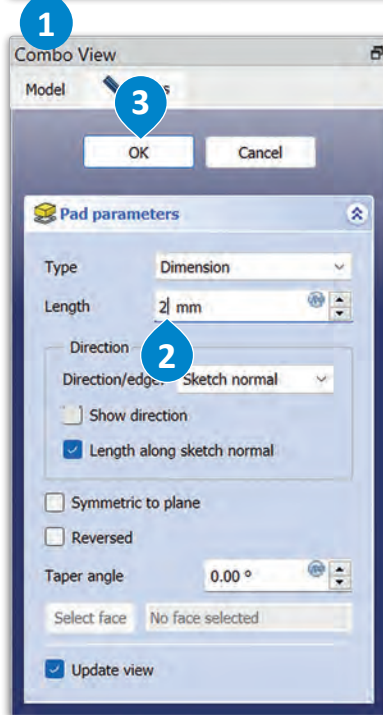 1
Combo View
Model
3
OK Cancel
Pad parameters
Type Dimension
Length 2 mm
Direction
2
Sketch normal
Show direction
Length along sketch normal
Symmetric to plane
Reversed
Taper angle 0.00 °
Select face No face selected
Update view